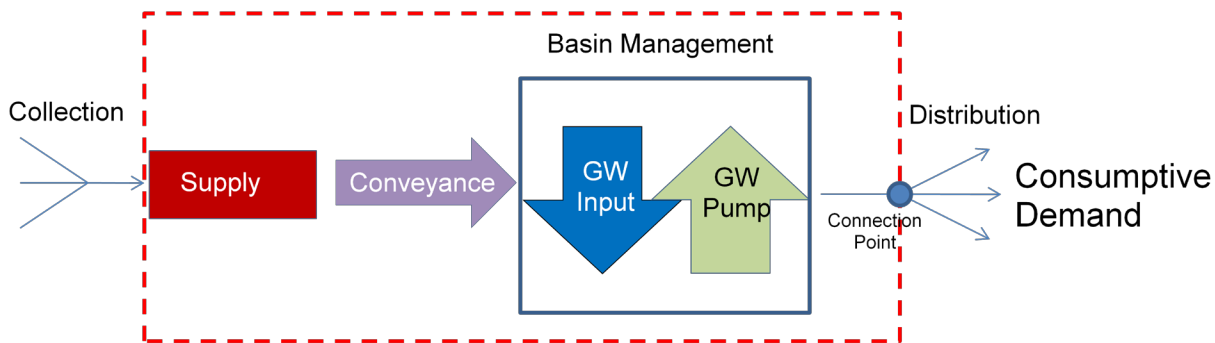 Collection
Supply
Conveyance
Basin Management
GW
Input
GW
Pump
Connection
Point
Distribution
Consumptive
Demand